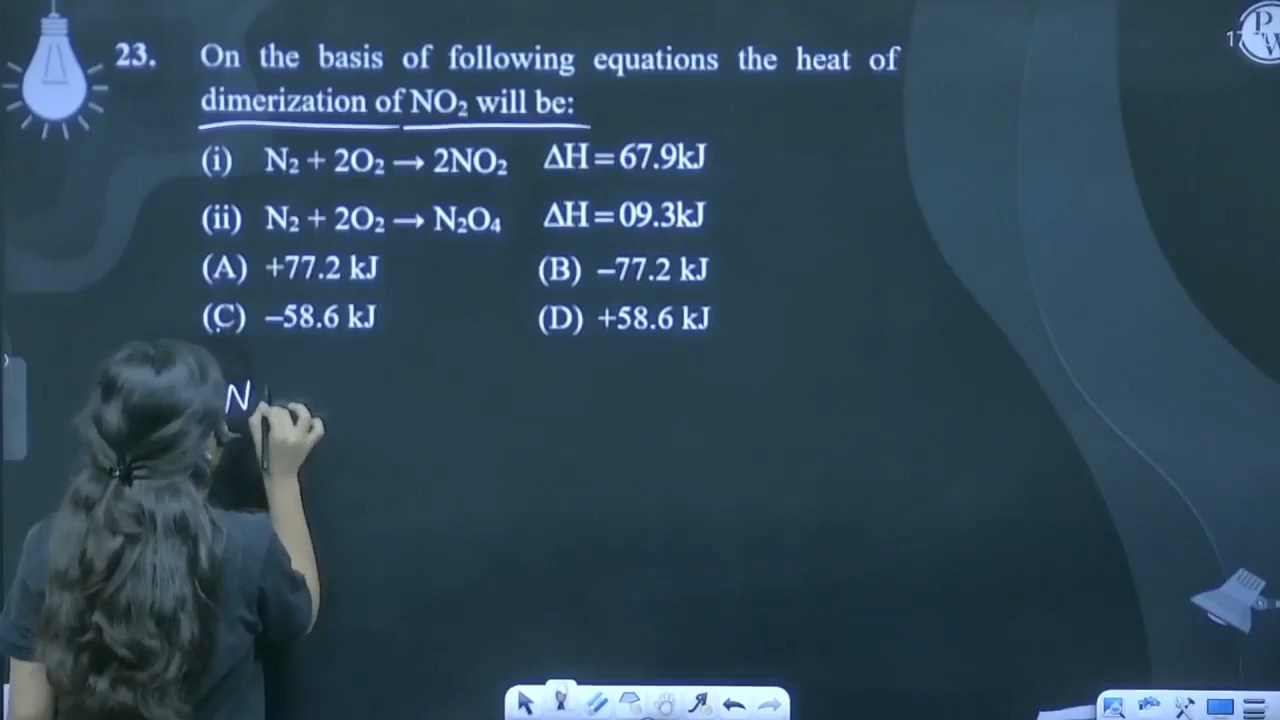 23. On the basis of following equations the heat of
dimerization of NO₂ will be:
(i) N₂ + 2O₂ → 2NO₂ ΔH = 67.9kJ
(ii) N₂ + 2O₂ → N₂O₄ ΔH = 09.3kJ
(A) +77.2 kJ (B) –77.2 kJ
(C) –58.6 kJ (D) +58.6 kJ
N
PW